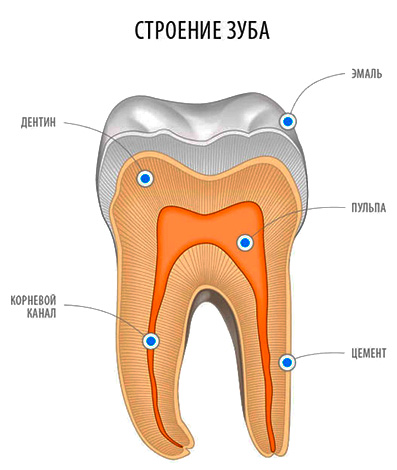 СТРОЕНИЕ ЗУБА
ЭМАЛЬ
ДЕНТИН
ПУЛЬПА
КОРНЕВОЙ
КАНАЛ
ЦЕМЕНТ